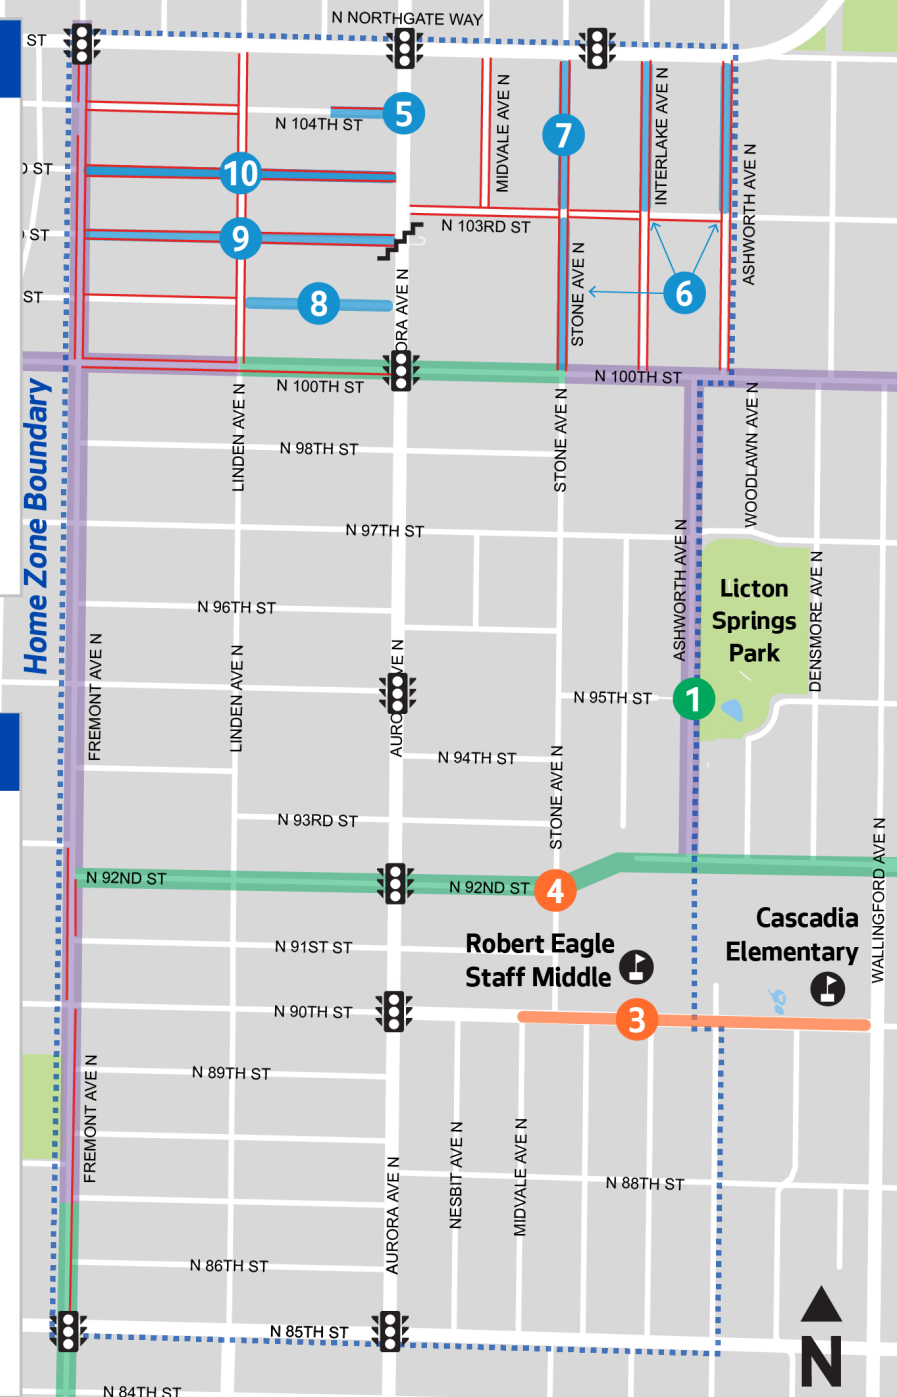 N NORTHGATE WAY
ST
5
N 104TH ST
MIDVALE AVE N
7
INTERLAKE AVE N
ASHWORTH AVE N
ST
10
N 103RD ST
ST
9
STONE AVE N
6
ST
8
ORA AVE N
N 100TH ST
N 100TH ST
Home Zone Boundary
LINDEN AVE N
STONE AVE N
WOODLAWN AVE N
N 98TH ST
N 97TH ST
ASHWORTH AVE N
DENSMORE AVE N
Licton
Springs
Park
N 96TH ST
FREMONT AVE N
LINDEN AVE N
AURO VE N
N 95TH ST
1
N 94TH ST
STONE AVE N
N 93RD ST
WALLINGFORD AVE N
N 92ND ST
N 92ND ST
4
Cascadia
Elementary
Robert Eagle
Staff Middle
N 91ST ST
N 90TH ST
3
FREMONT AVE N
N 89TH ST
NESBIT AVE N
MIDVALE AVE N
AURORA AVE N
N 88TH ST
N 86TH ST
N 85TH ST
N
N 84TH ST